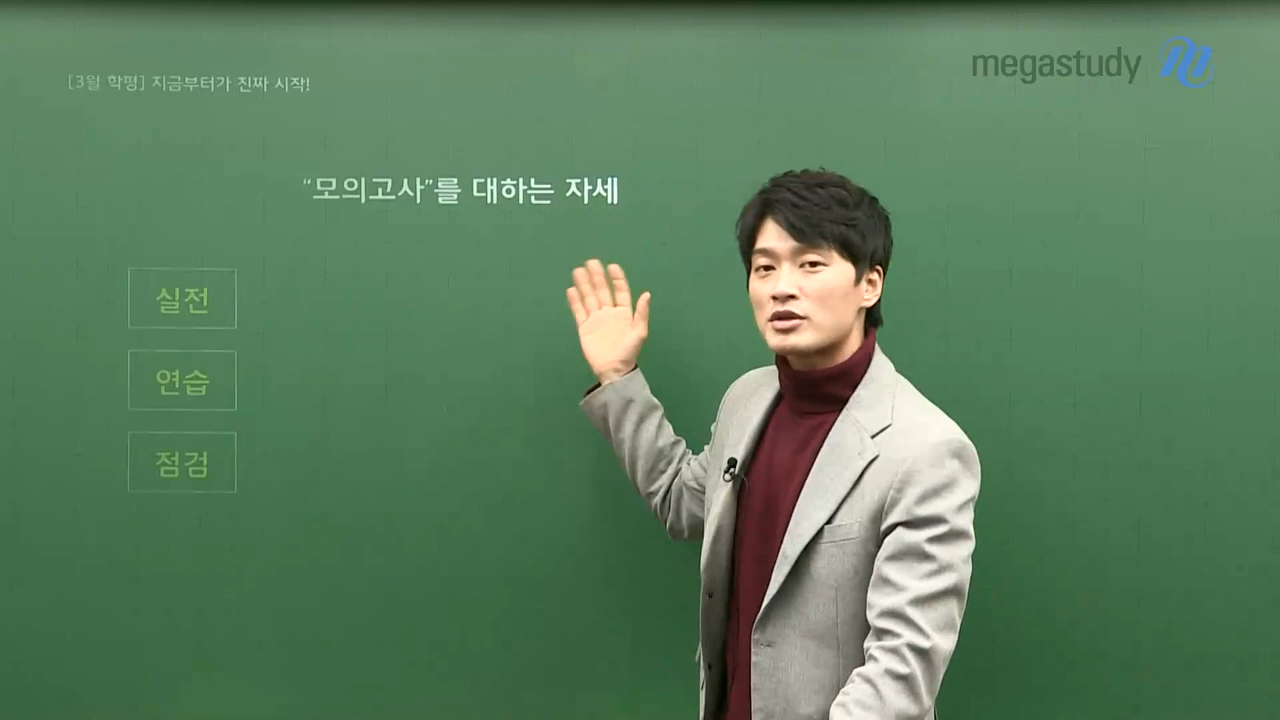 [3월 학평] 지금부터가 진짜 시작!
megastudy
“모의고사”를 대하는 자세
실전
연습
점검